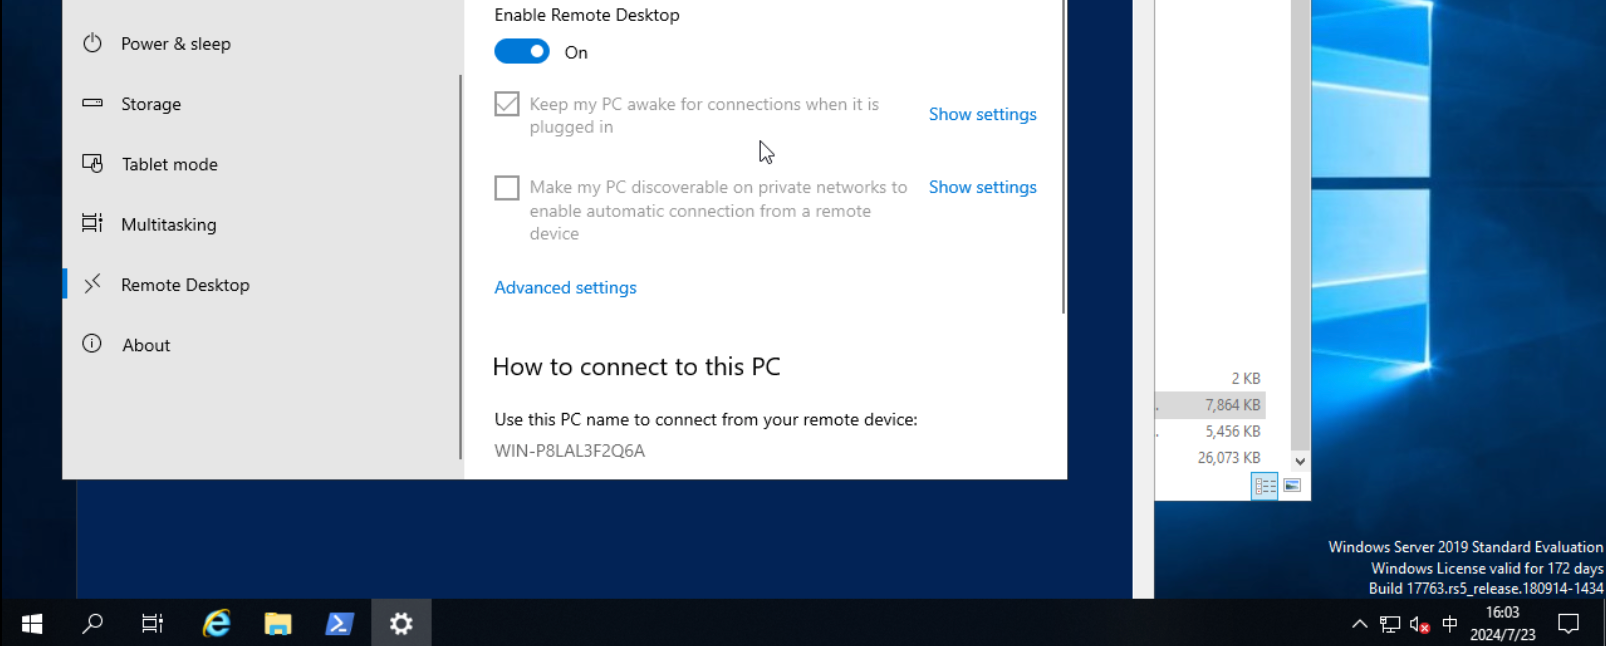 Enable Remote Desktop
On
Power & sleep
Storage
Tablet mode
Multitasking
Remote Desktop
About
Keep my PC awake for connections when it is
plugged in
Show settings
Make my PC discoverable on private networks to
enable automatic connection from a remote
device
Show settings
Advanced settings
How to connect to this PC
Use this PC name to connect from your remote device:
WIN-P8LAL3F2Q6A
2 KB
7,864 KB
5,456 KB
26,073 KB
Windows Server 2019 Standard Evaluation
Windows License valid for 172 days
Build 17763.rs5_release.180914-1434
中
16:03
2024/7/23